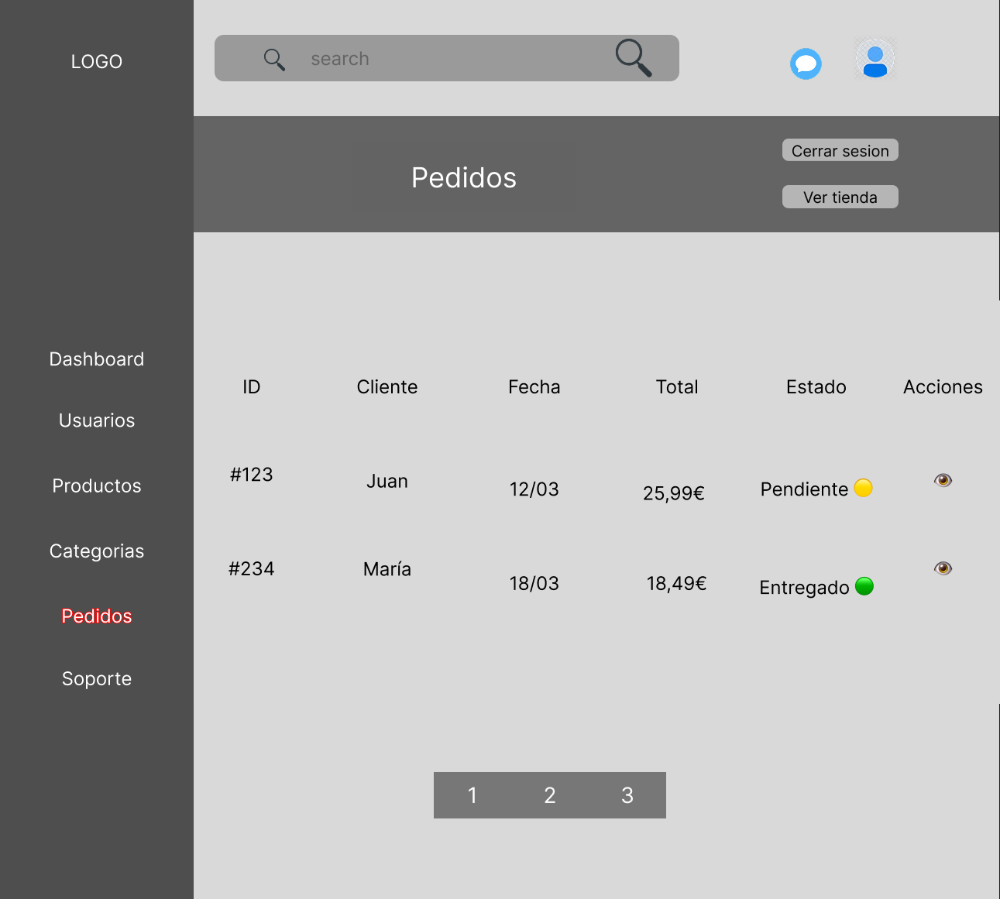 LOGO
search
Pedidos
Cerrar sesion
Ver tienda
Dashboard
Usuarios
Productos
Categorias
Pedidos
Soporte
ID Cliente Fecha Total Estado Acciones
#123 Juan 12/03 25,99€ Pendiente
#234 María 18/03 18,49€ Entregado
1 2 3